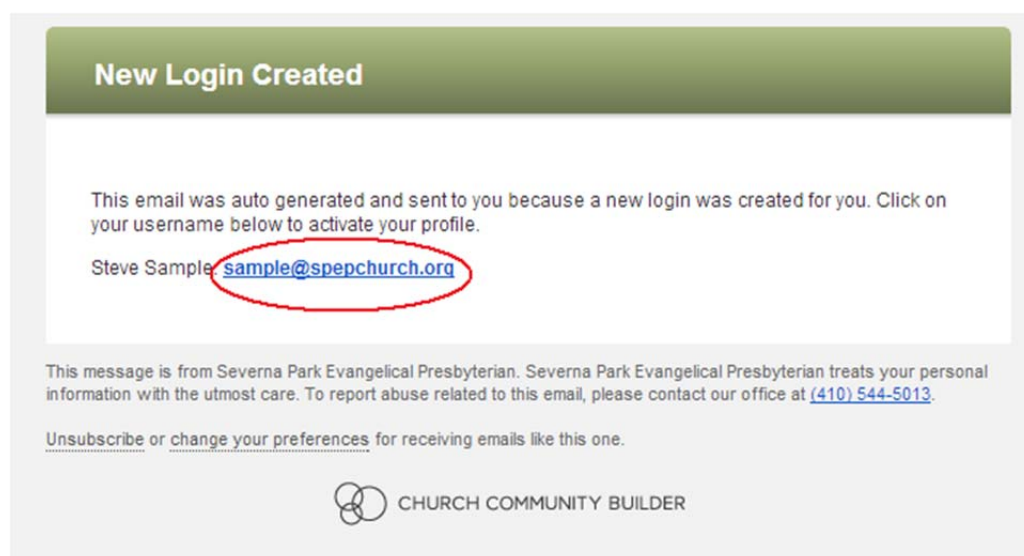 New Login Created
This email was auto generated and sent to you because a new login was created for you. Click on
your username below to activate your profile.
Steve Sample: sample@spepchurch.org
This message is from Severna Park Evangelical Presbyterian. Severna Park Evangelical Presbyterian treats your personal
information with the utmost care. To report abuse related to this email, please contact our office at (410) 544-5013.
Unsubscribe or change your preferences for receiving emails like this one.
CHURCH COMMUNITY BUILDER